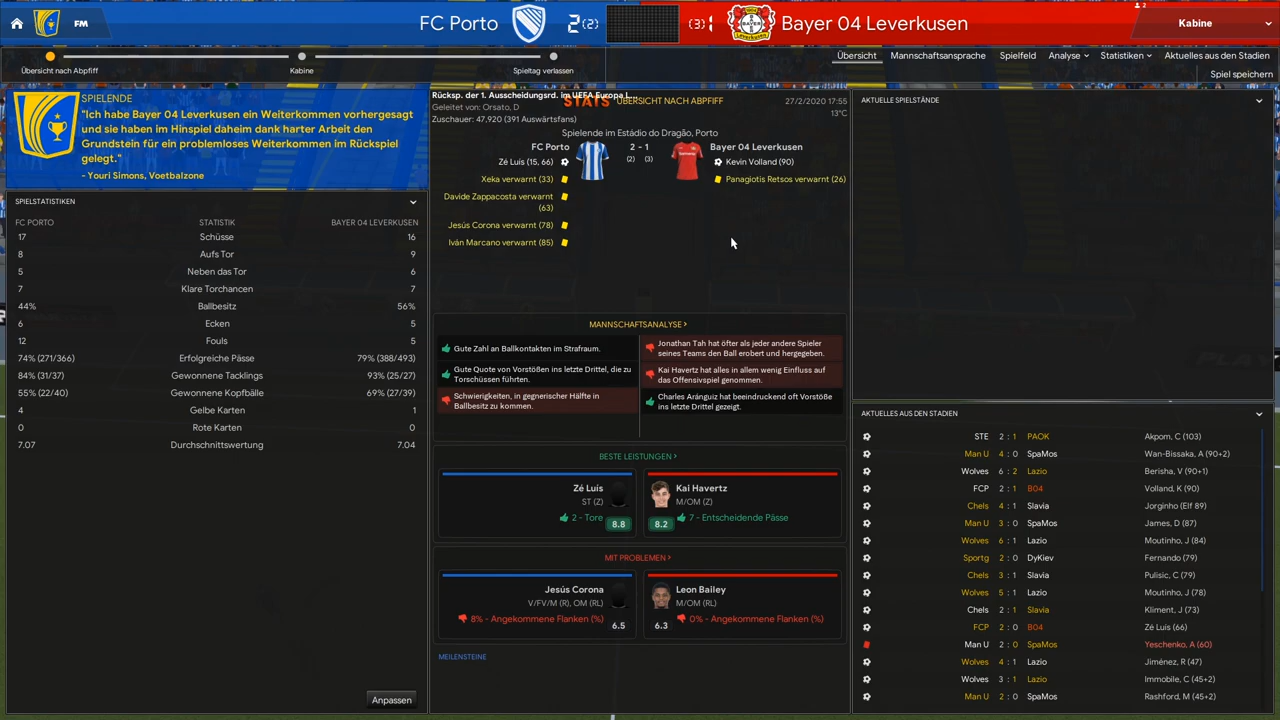 FM
FC Porto
2 (2)
(3) 1
Bayer 04 Leverkusen
2
Kabine
Übersicht nach Abpfiff
Kabine
Spieltag verlassen
Übersicht
Mannschaftsansprache
Spielfeld
Analyse
Statistiken
Aktuelles aus den Stadien
Spiel speichern
SPIELENDE
"Ich habe Bayer 04 Leverkusen ein Weiterkommen vorhergesagt
und sie haben im Hinspiel daheim dank harter Arbeit den
Grundstein für ein problemloses Weiterkommen im Rückspiel
gelegt."
- Youri Simons, Voetbalzone
SPIELSTATISTIKEN
FC PORTO STATISTIK BAYER 04 LEVERKUSEN
17 Schüsse 16
8 Aufs Tor 9
5 Neben das Tor 6
7 Klare Torchancen 7
44% Ballbesitz 56%
6 Ecken 5
12 Fouls 5
74% (271/366) Erfolgreiche Pässe 79% (388/493)
84% (31/37) Gewonnene Tacklings 93% (25/27)
55% (22/40) Gewonnene Kopfbälle 69% (27/39)
4 Gelbe Karten 1
0 Rote Karten 0
7.07 Durchschnittswertung 7.04
Anpassen
Rücksp. der 1. Ausscheidungsrd. im UEFA Europa L...
STATS ÜBERSICHT NACH ABPFIFF
27/2/2020 17:55
Geleitet von: Orsato, D
13°C
Zuschauer: 47,920 (391 Auswärtsfans)
Spielende im Estádio do Dragão, Porto
FC Porto 2 - 1 Bayer 04 Leverkusen
(2) (3)
Zé Luís (15, 66)
Kevin Volland (90)
Xeka verwarnt (33)
Panagiotis Retsos verwarnt (26)
Davide Zappacosta verwarnt
(63)
Jesús Corona verwarnt (78)
Iván Marcano verwarnt (85)
MANNSCHAFTSANALYSE >
Gute Zahl an Ballkontakten im Strafraum.
Gute Quote von Vorstößen ins letzte Drittel, die zu
Torschüssen führten.
Schwierigkeiten, in gegnerischer Hälfte in
Ballbesitz zu kommen.
Jonathan Tah hat öfter als jeder andere Spieler
seines Teams den Ball erobert und hergegeben.
Kai Havertz hat alles in allem wenig Einfluss auf
das Offensivspiel genommen.
Charles Aránguiz hat beeindruckend oft Vorstöße
ins letzte Drittel gezeigt.
BESTE LEISTUNGEN >
Zé Luís
ST (Z)
2 - Tore
8.8
Kai Havertz
M/OM (Z)
8.2
7 - Entscheidende Pässe
MIT PROBLEMEN >
Jesús Corona
V/FV/M (R), OM (RL)
8% - Angekommene Flanken (%)
6.5
Leon Bailey
M/OM (RL)
6.3
0% - Angekommene Flanken (%)
MEILENSTEINE
AKTUELLE SPIELSTÄNDE
AKTUELLES AUS DEN STADIEN
STE 2 : 1 PAOK Akpom, C (103)
Man U 4 : 0 SpaMos Wan-Bissaka, A (90+2)
Wolves 6 : 2 Lazio Berisha, V (90+1)
FCP 2 : 1 B04 Volland, K (90)
Chels 4 : 1 Slavia Jorginho (Elf 89)
Man U 3 : 0 SpaMos James, D (87)
Wolves 6 : 1 Lazio Moutinho, J (84)
Sportg 2 : 0 DyKiev Fernando (79)
Chels 3 : 1 Slavia Pulisic, C (79)
Wolves 5 : 1 Lazio Moutinho, J (78)
Chels 2 : 1 Slavia Kliment, J (73)
FCP 2 : 0 B04 Zé Luís (66)
Man U 2 : 0 SpaMos Yeschenko, A (60)
Wolves 4 : 1 Lazio Jiménez, R (47)
Wolves 3 : 1 Lazio Immobile, C (45+2)
Man U 2 : 0 SpaMos Rashford, M (45+2)